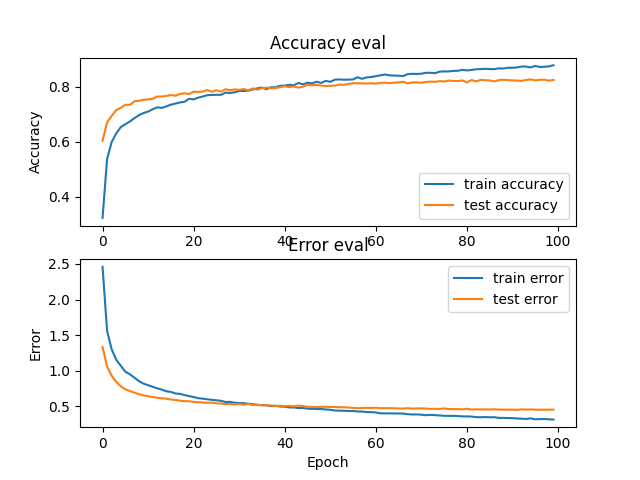 Accuracy eval
Accuracy
0.8
0.6
0.4
train accuracy
test accuracy
0 20 40 60 80 100
Error eval
Error
2.5
2.0
1.5
1.0
0.5
train error
test error
0 20 40 60 80 100
Epoch